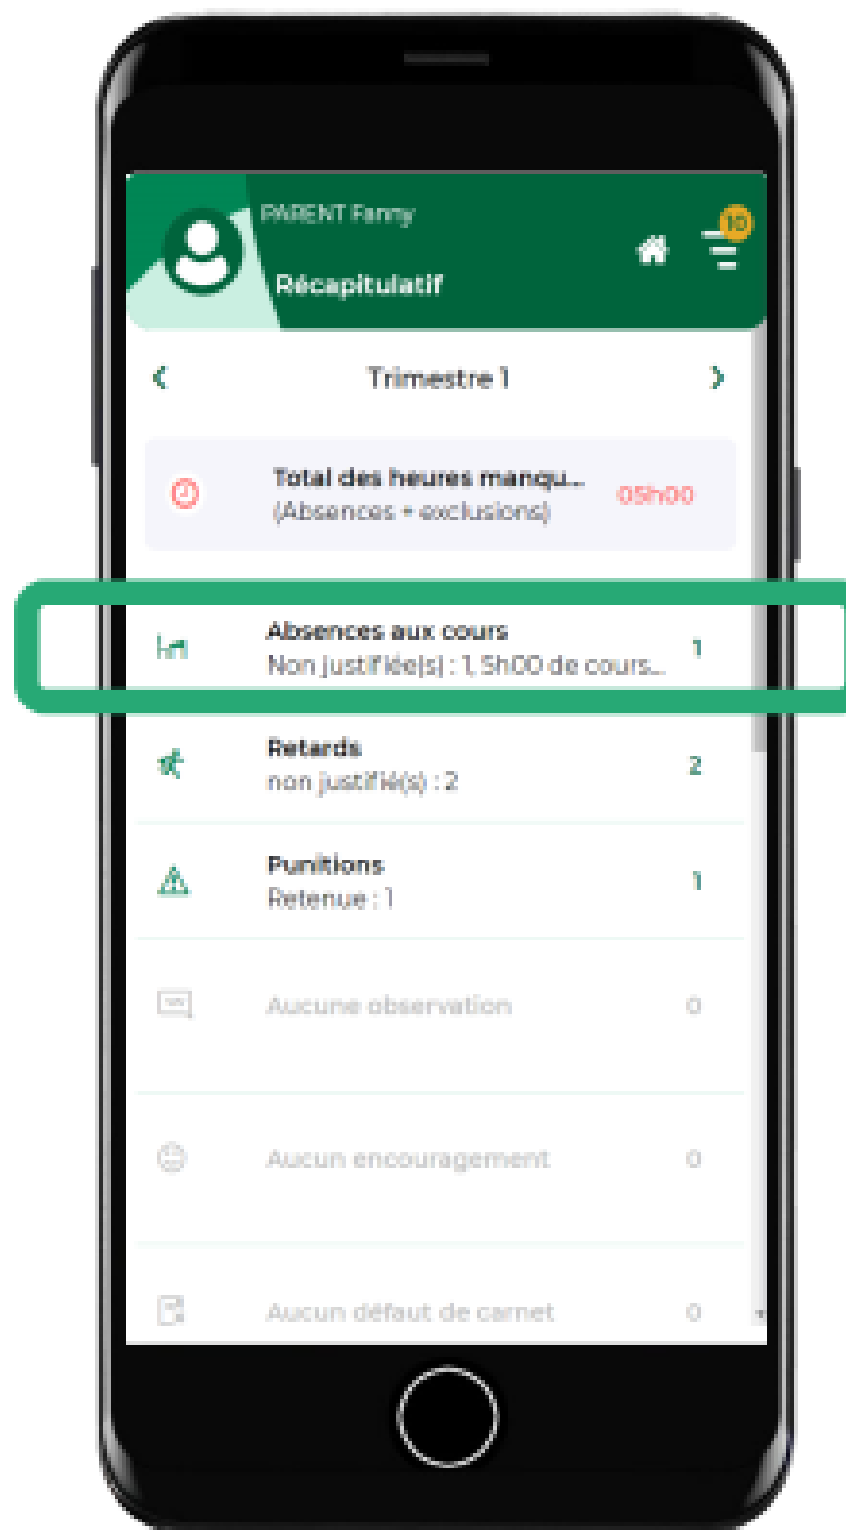 PARENT Fanny
10
Récapitulatif
Trimestre 1
Total des heures manqu...
(Absences + exclusions)
05h00
Absences aux cours
Non justifiée(s) : 1, 5h00 de cours...
1
Retards
non justifié(s) : 2
2
Punitions
Retenue : 1
1
Aucune observation
0
Aucun encouragement
0
Aucun défaut de carnet
0